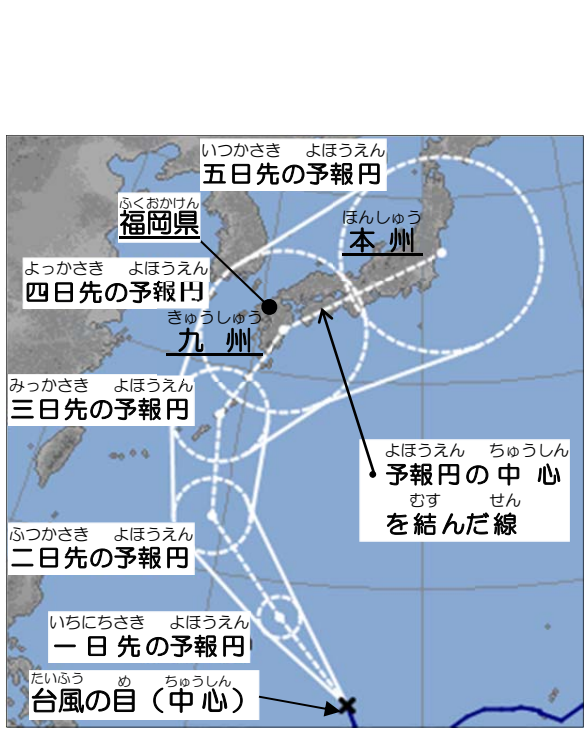 いつかさき よほうえん
五日先の予報円
ふくおかけん
福岡県
ほんしゅう
本州
よっかさき よほうえん
四日先の予報円
きゅうしゅう
九州
みっかさき よほうえん
三日先の予報円
よほうえん ちゅうしん
予報円の中心
むす せん
を結んだ線
ふつかさき よほうえん
二日先の予報円
いちにちさき よほうえん
一日先の予報円
たいふう め ちゅうしん
台風の目（中心）